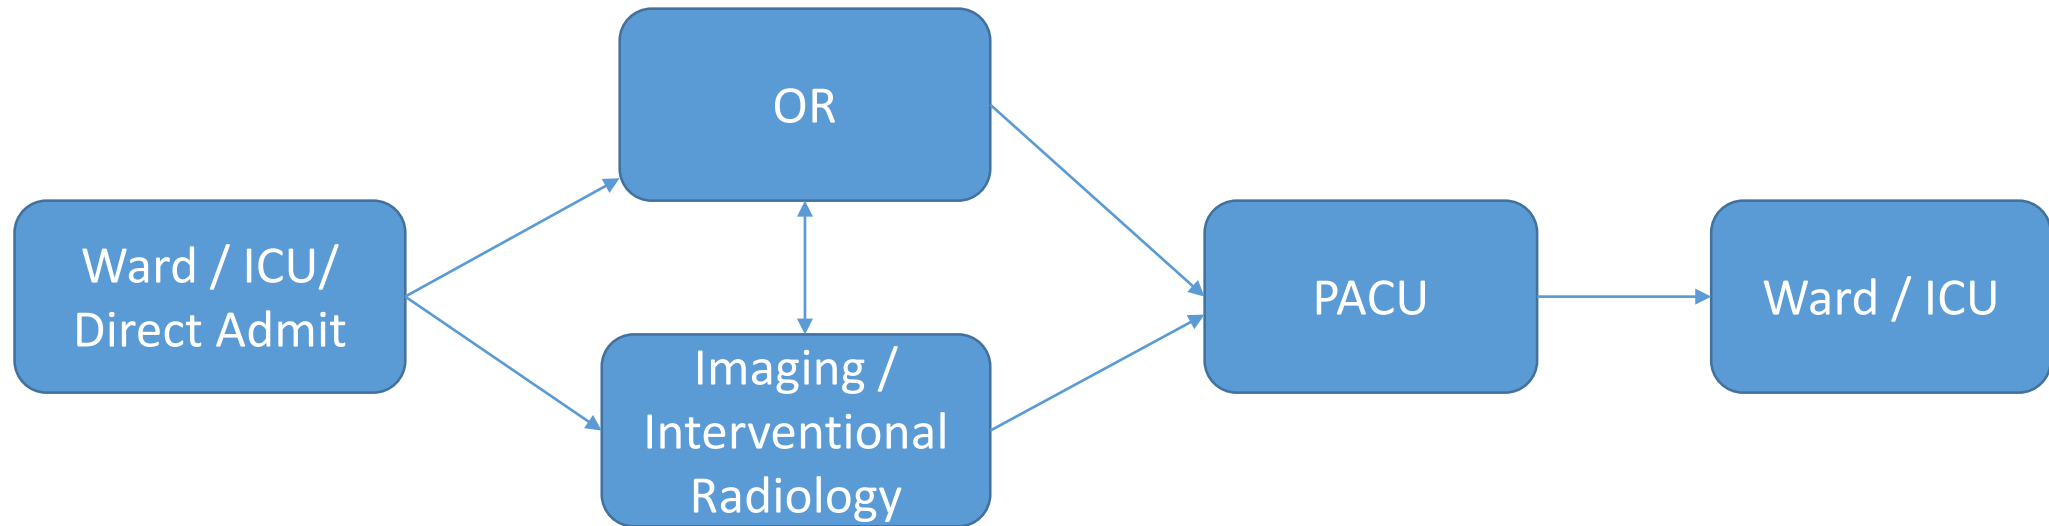 OR
Ward / ICU/
Direct Admit
Imaging /
Interventional
Radiology
PACU
Ward / ICU